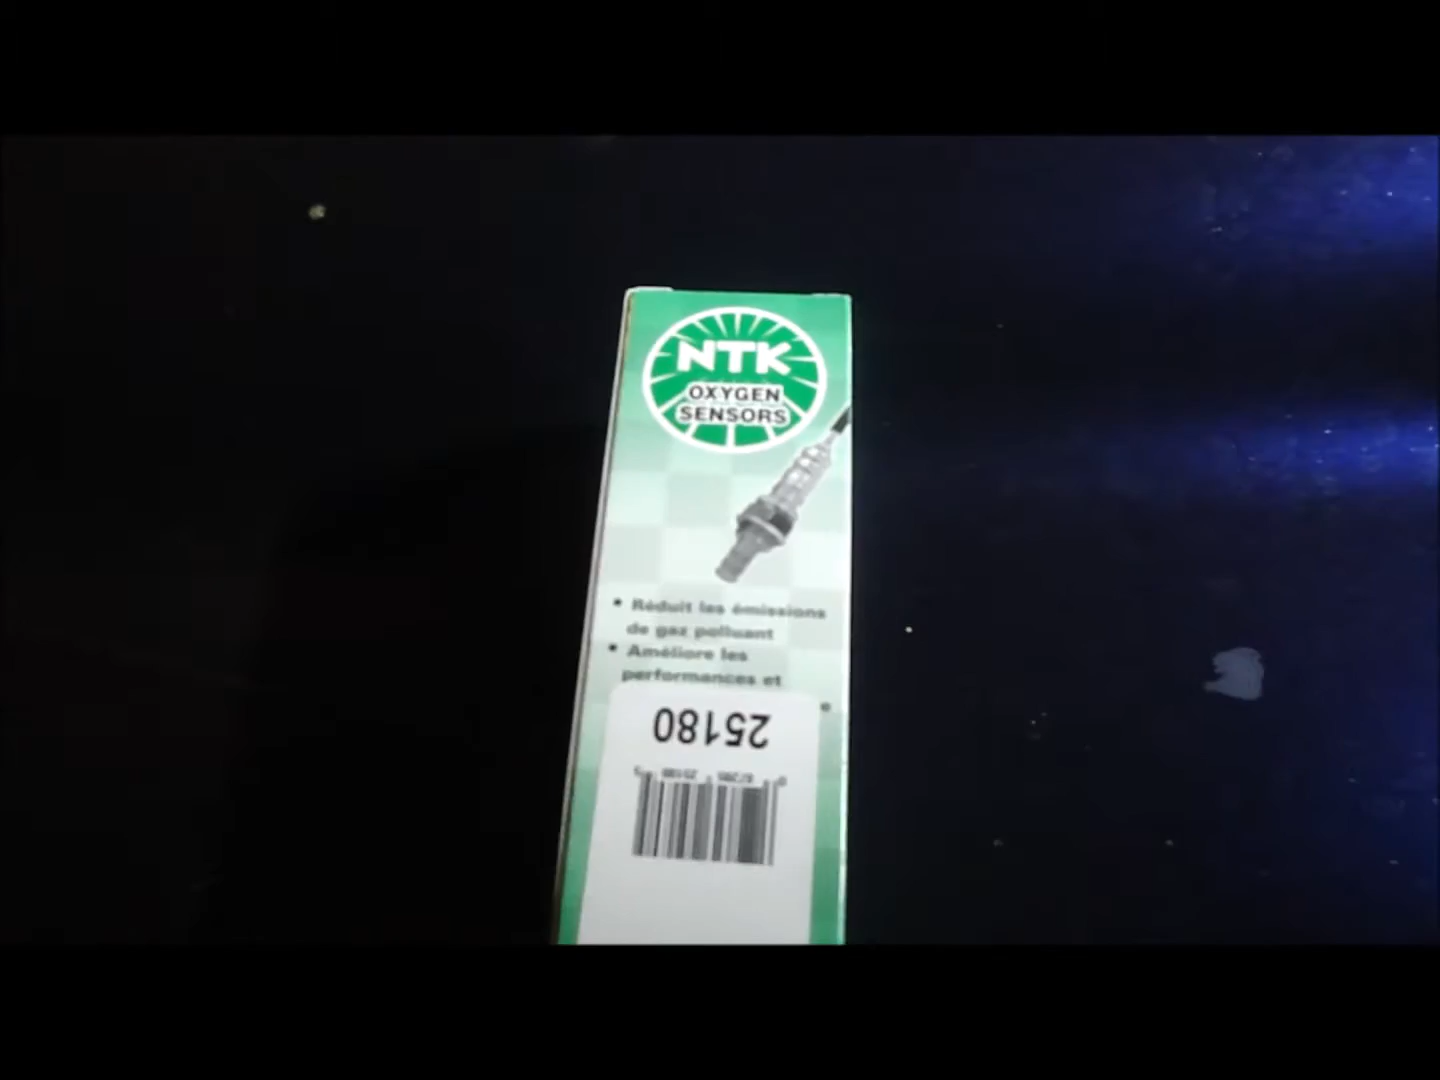 NTK
OXYGEN
SENSORS
• Réduit les émissions
de gaz polluant
• Améliore les
performances et
25180